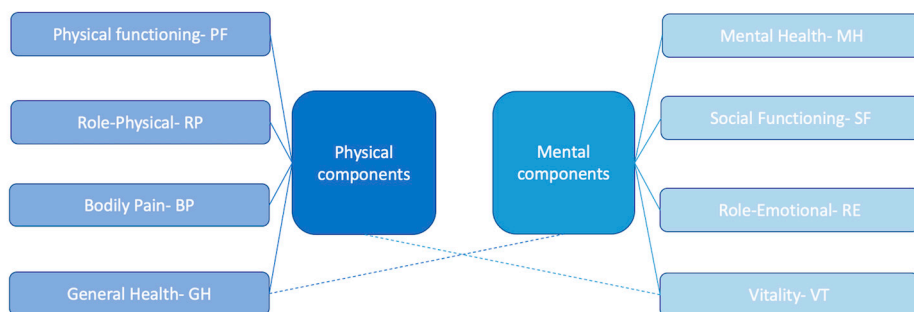 Physical functioning- PF
Role-Physical- RP
Bodily Pain- BP
General Health- GH
Physical
components
Mental
components
Mental Health- MH
Social Functioning- SF
Role-Emotional- RE
Vitality- VT